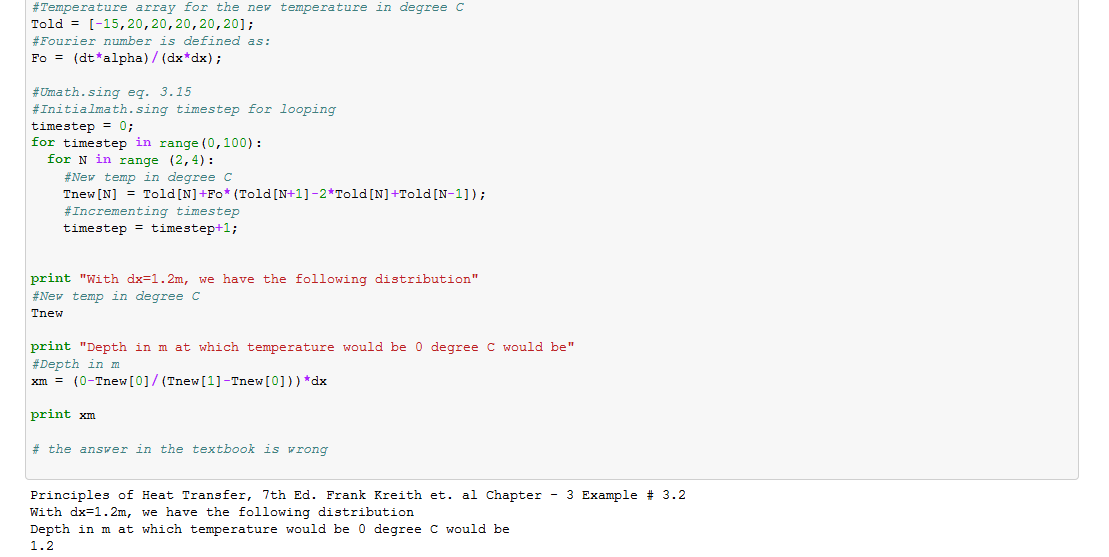 #Temperature array for the new temperature in degree C
Told = [-15,20,20,20,20,20];
#Fourier number is defined as:
Fo = (dt*alpha)/(dx*dx);
#Umath.sing eq. 3.15
#Initialmath.sing timestep for looping
timestep = 0;
for timestep in range(0,100):
for N in range (2,4):
#New temp in degree C
Tnew[N] = Told[N]+Fo*(Told[N+1]-2*Told[N]+Told[N-1]);
#Incrementing timestep
timestep = timestep+1;
print "With dx=1.2m, we have the following distribution"
#New temp in degree C
Tnew
print "Depth in m at which temperature would be 0 degree C would be"
#Depth in m
xm = (0-Tnew[0]/(Tnew[1]-Tnew[0]))*dx
print xm
# the answer in the textbook is wrong
Principles of Heat Transfer, 7th Ed. Frank Kreith et. al Chapter - 3 Example # 3.2
With dx=1.2m, we have the following distribution
Depth in m at which temperature would be 0 degree C would be
1.2